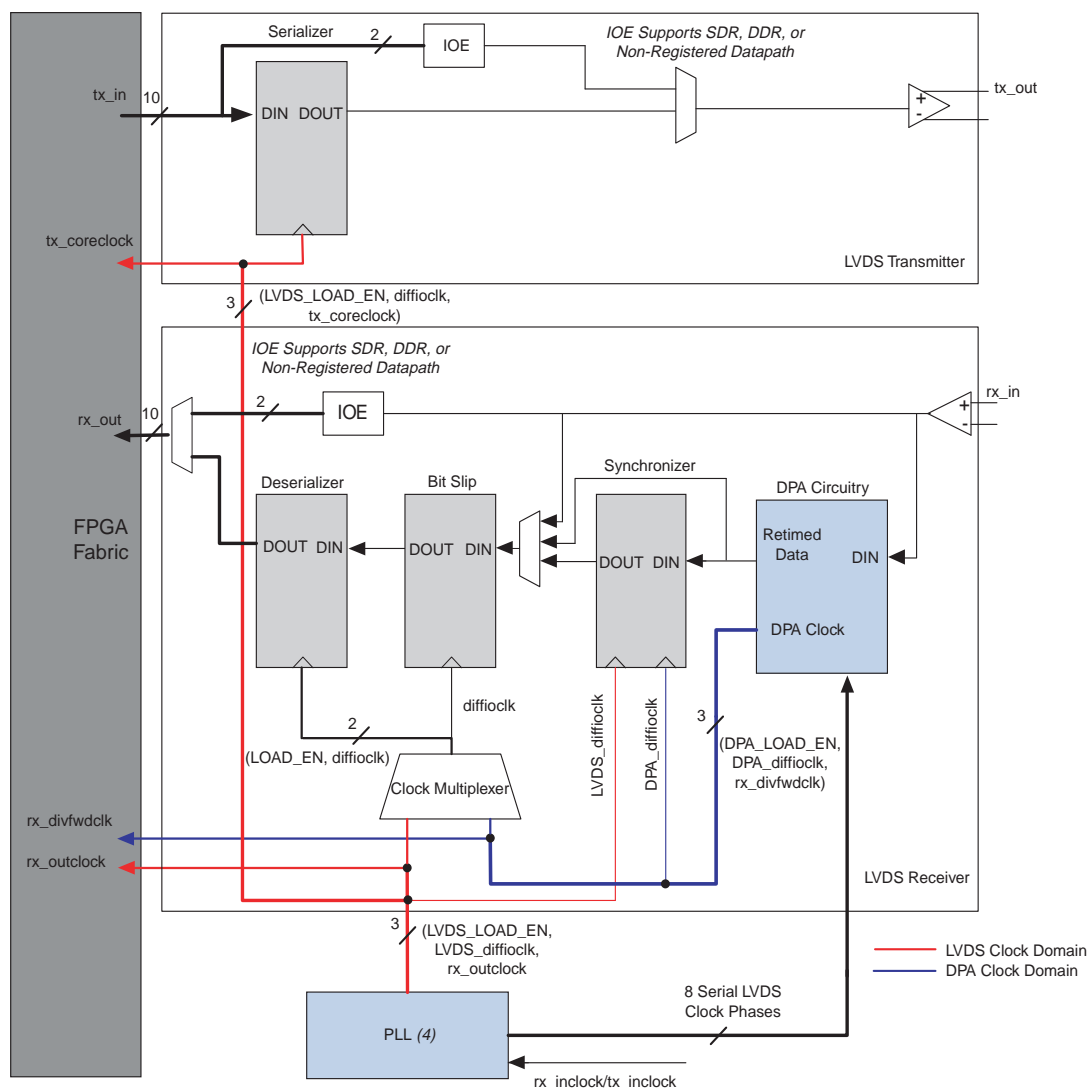 Serializer
2
IOE
IOE Supports SDR, DDR, or
Non-Registered Datapath
tx_in
10
DIN DOUT
+
-
tx_out
tx_coreclock
LVDS Transmitter
3
(LVDS_LOAD_EN, diffioclk,
tx_coreclock)
IOE Supports SDR, DDR, or
Non-Registered Datapath
rx_out
10
2
IOE
+
-
rx_in
FPGA
Fabric
Deserializer
DOUT DIN
Bit Slip
DOUT DIN
Synchronizer
DOUT DIN
DPA Circuitry
Retimed
Data
DIN
DPA Clock
2
(LOAD_EN, diffioclk)
diffioclk
LVDS_diffioclk
DPA_diffioclk
3
(DPA_LOAD_EN,
DPA_diffioclk,
rx_divfwdclk)
Clock Multiplexer
rx_divfwdclk
rx_outclock
LVDS Receiver
3
(LVDS_LOAD_EN,
LVDS_diffioclk,
rx_outclock
LVDS Clock Domain
DPA Clock Domain
8 Serial LVDS
Clock Phases
PLL (4)
rx_inclock/tx_inclock